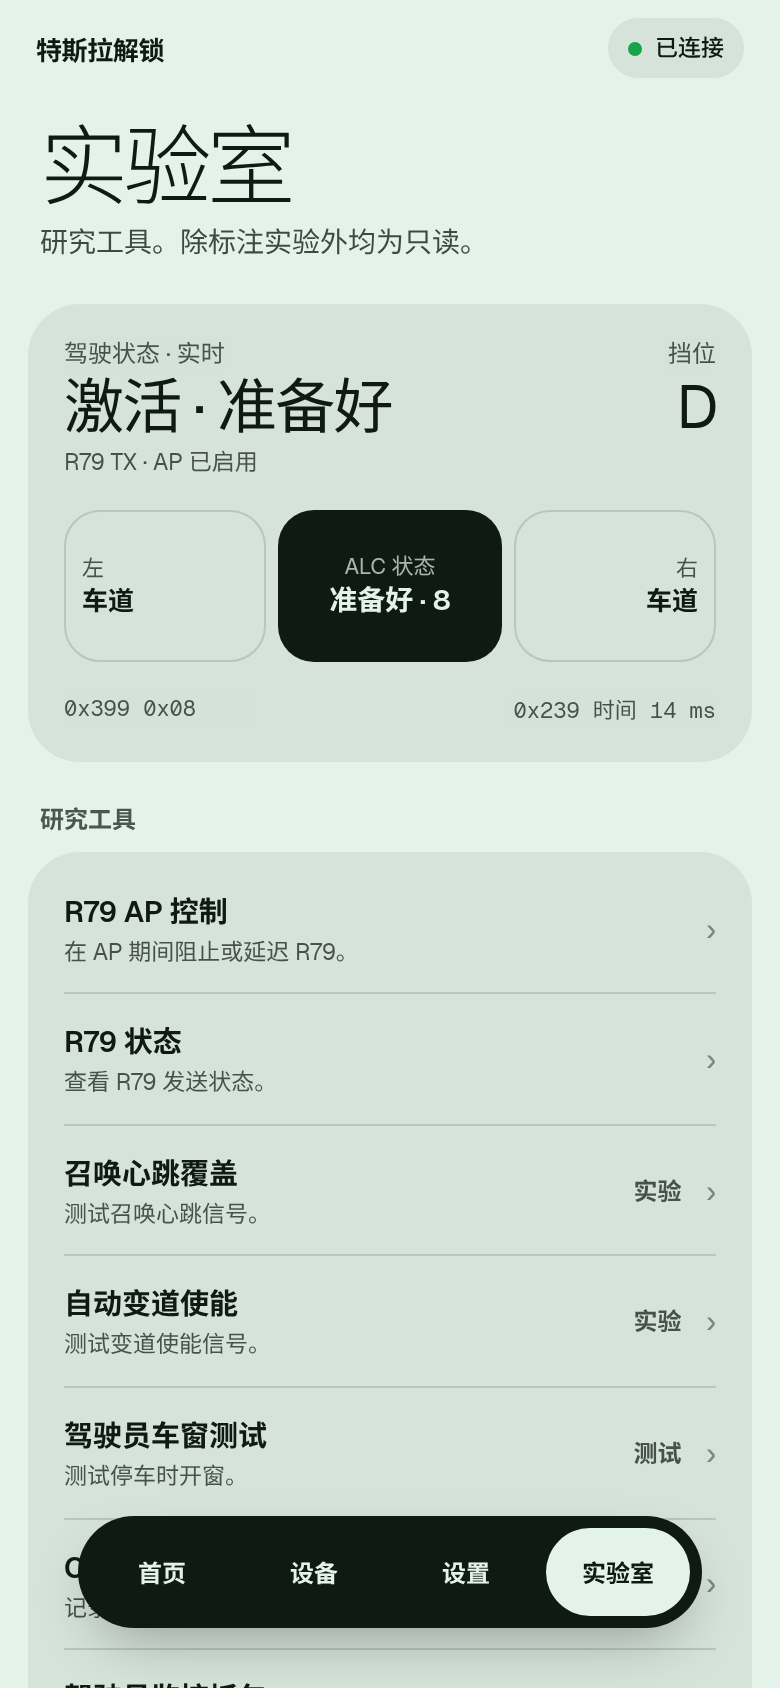 特斯拉解锁
已连接
实验室
研究工具。除标注实验外均为只读。
驾驶状态 · 实时
挡位
激活 · 准备好
D
R79 TX · AP 已启用
左
车道
ALC 状态
准备好 · 8
右
车道
0x399 0x08
0x239 时间 14 ms
研究工具
R79 AP 控制
在 AP 期间阻止或延迟 R79。
›
R79 状态
查看 R79 发送状态。
›
召唤心跳覆盖
测试召唤心跳信号。
实验 ›
自动变道使能
测试变道使能信号。
实验 ›
驾驶员车窗测试
测试停车时开窗。
测试 ›
首页
设备
设置
实验室
›